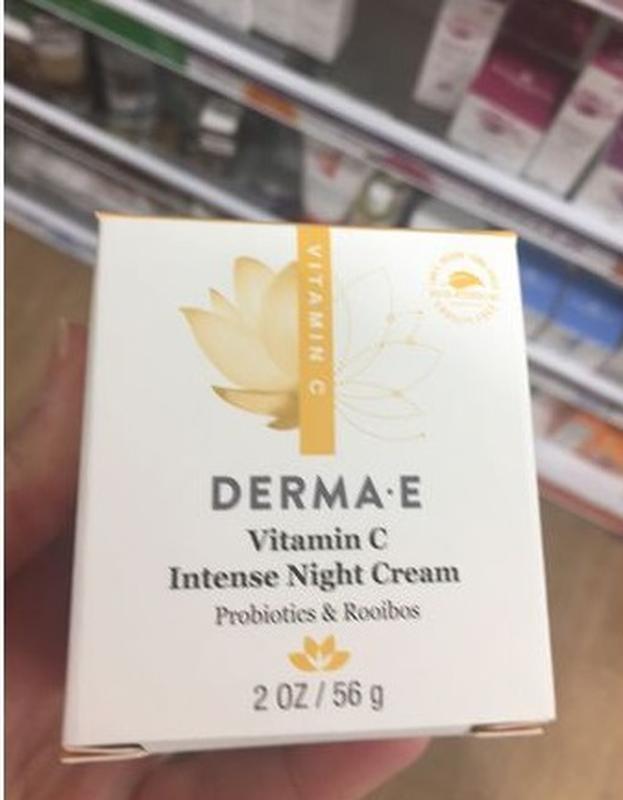 VITAMIN C
DERMA·E
Vitamin C
Intense Night Cream
Probiotics & Rooibos
2 OZ / 56 g